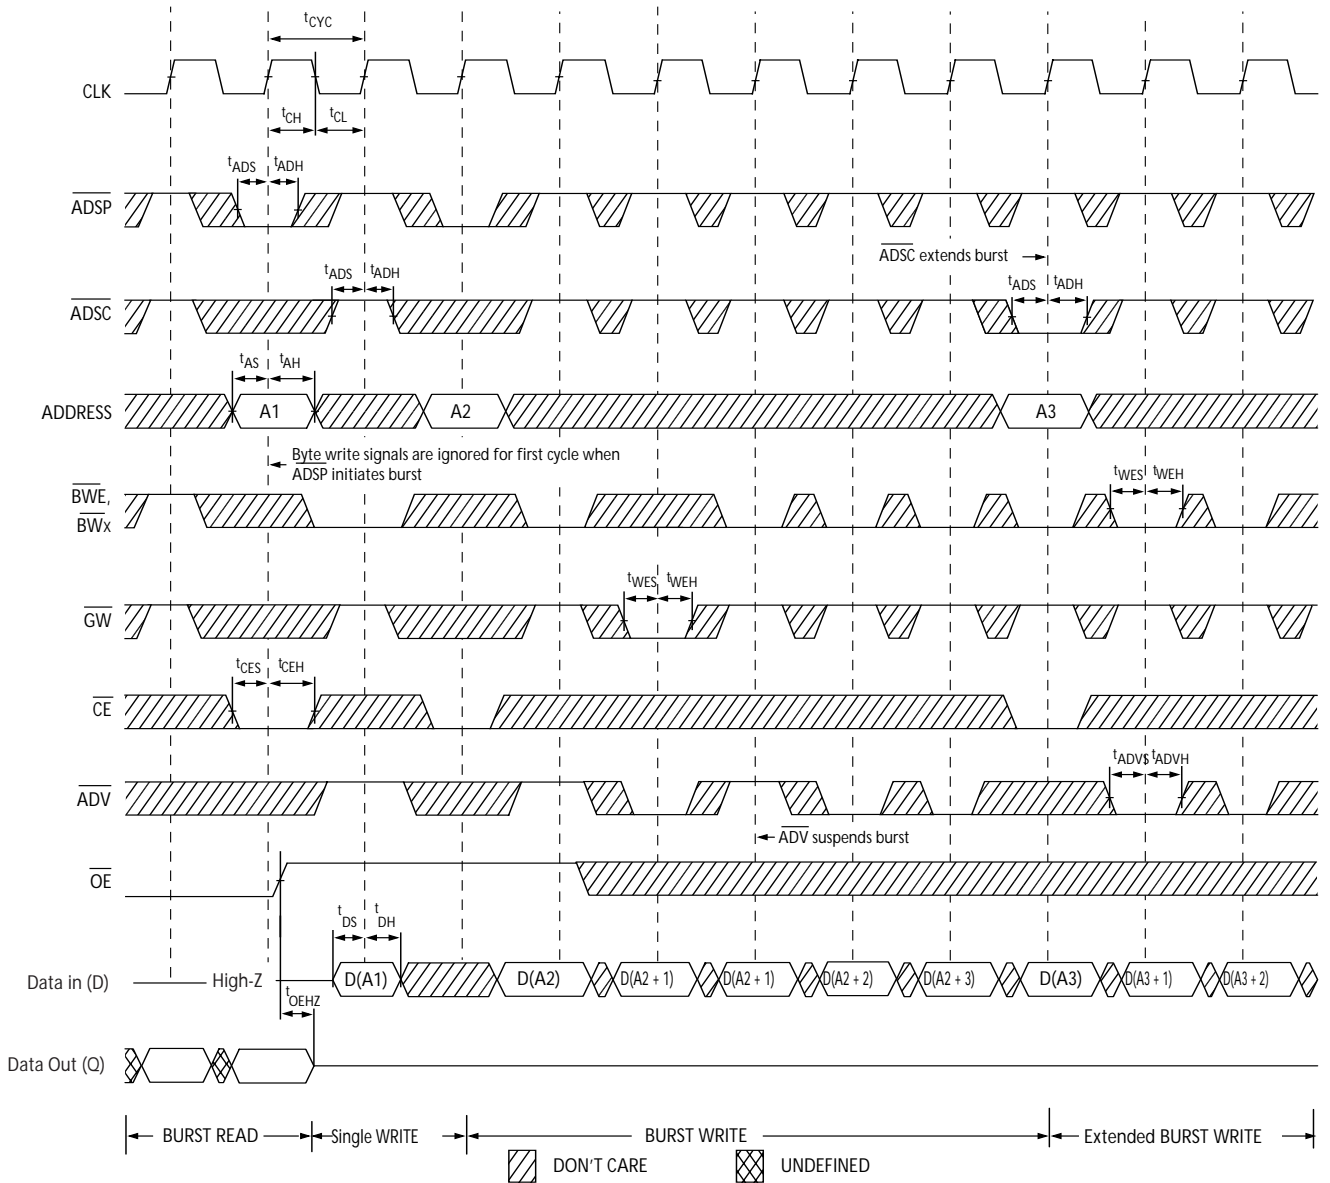 tCYC
CLK
tCH tCL
tADS tADH
ADSP
ADSC extends burst
tADS tADH
tADS tADH
ADSC
tAS tAH
ADDRESS A1 A2 A3
Byte write signals are ignored for first cycle when
ADSP initiates burst
BWE,
BWx
tWES tWEH
tWES tWEH
GW
tCES tCEH
CE
tADVS tADVH
ADV
ADV suspends burst
OE
tDS tDH
Data in (D) High-Z D(A1) D(A2) D(A2 + 1) D(A2 + 1) D(A2 + 2) D(A2 + 3) D(A3) D(A3 + 1) D(A3 + 2)
tOEHZ
Data Out (Q)
BURST READ Single WRITE BURST WRITE Extended BURST WRITE
DON'T CARE UNDEFINED